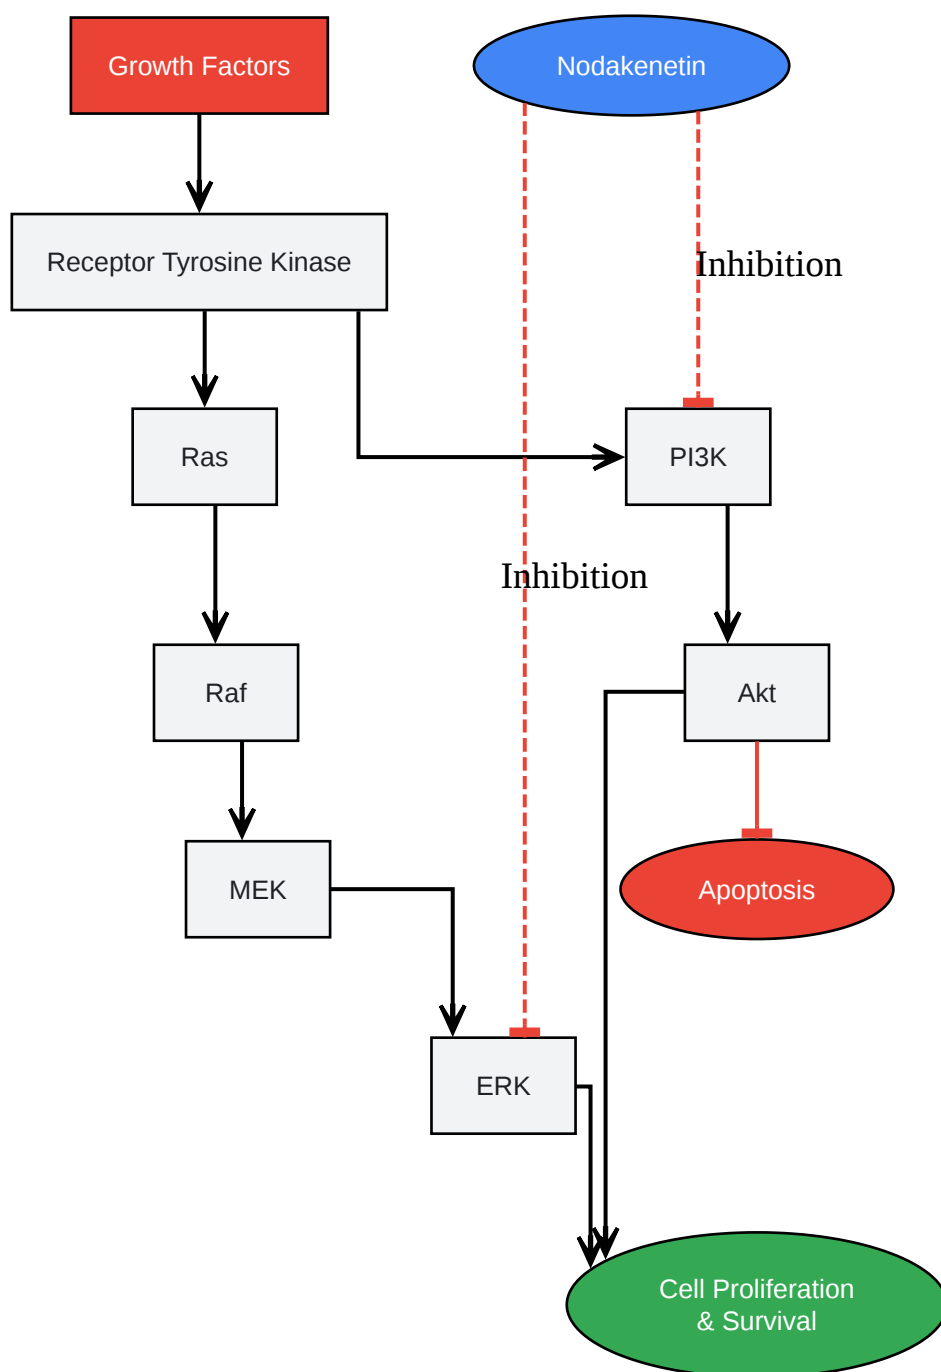 Growth Factors
Nodakenetin
Receptor Tyrosine Kinase
Inhibition
Ras
PI3K
Inhibition
Raf
Akt
MEK
Apoptosis
ERK
Cell Proliferation
& Survival